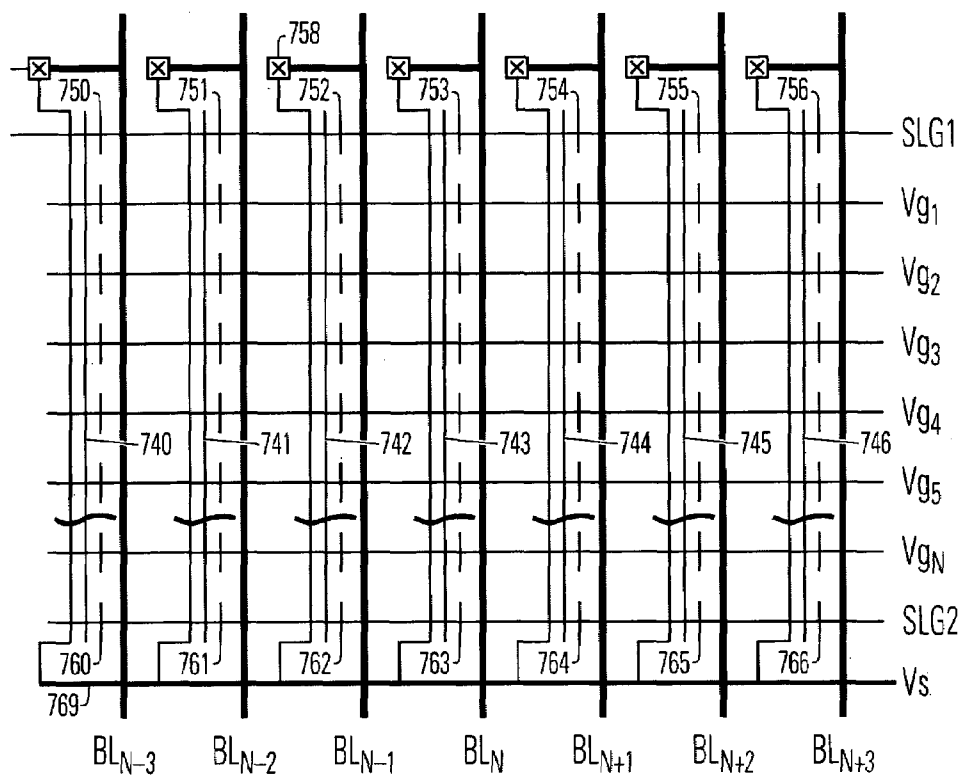 758
750 751 752 753 754 755 756
SLG1
Vg1
Vg2
Vg3
Vg4
740 741 742 743 744 745 746
Vg5
VgN
SLG2
760 761 762 763 764 765 766
Vs
769
BLN-3 BLN-2 BLN-1 BLN BLN+1 BLN+2 BLN+3